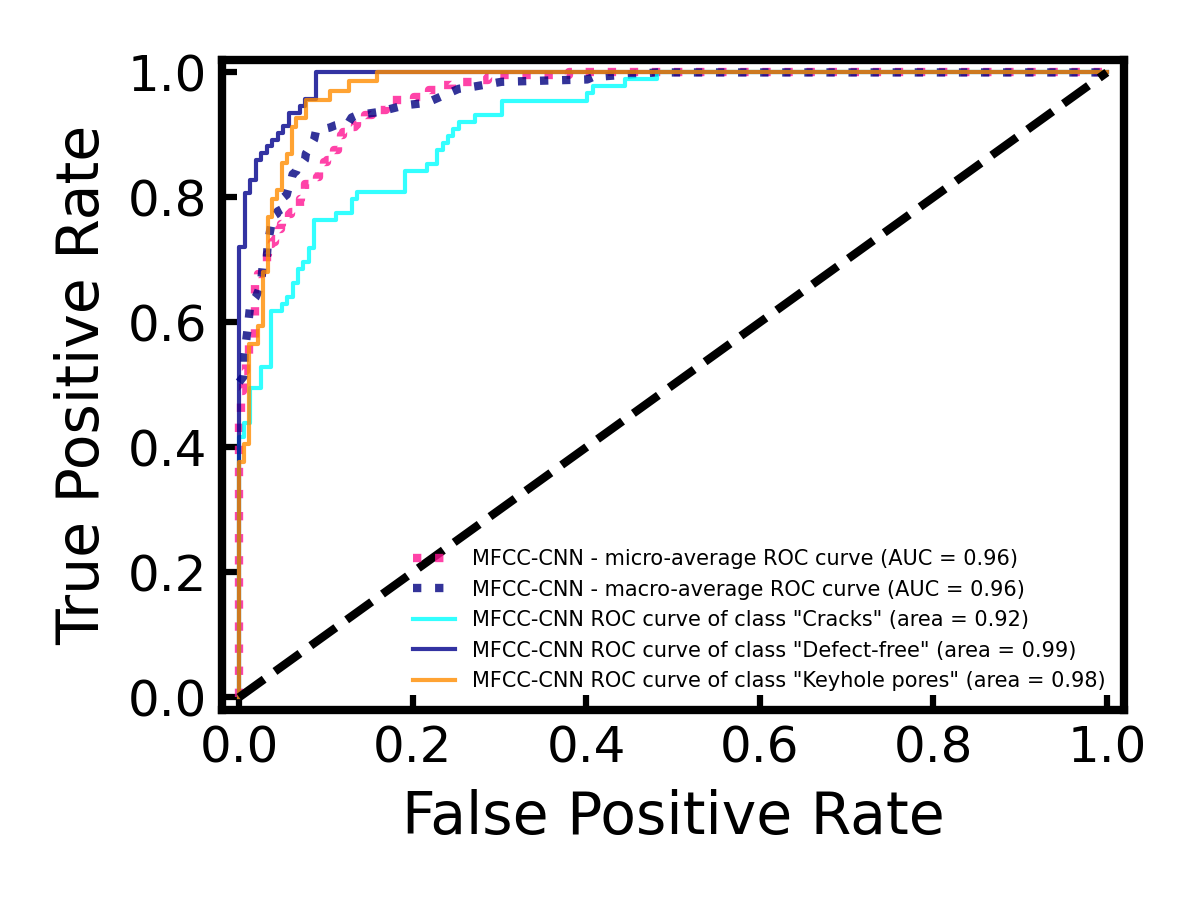 1.0
0.8
0.6
0.4
0.2
0.0
True Positive Rate
MFCC-CNN - micro-average ROC curve (AUC = 0.96)
MFCC-CNN - macro-average ROC curve (AUC = 0.96)
MFCC-CNN ROC curve of class "Cracks" (area = 0.92)
MFCC-CNN ROC curve of class "Defect-free" (area = 0.99)
MFCC-CNN ROC curve of class "Keyhole pores" (area = 0.98)
0.0 0.2 0.4 0.6 0.8 1.0
False Positive Rate